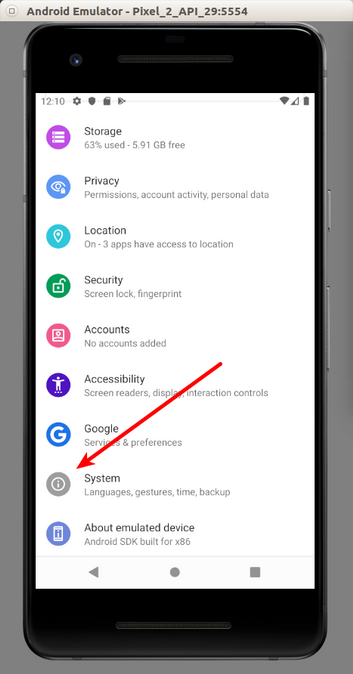 Android Emulator - Pixel_2_API_29:5554
12:10
Storage
63% used - 5.91 GB free
Privacy
Permissions, account activity, personal data
Location
On - 3 apps have access to location
Security
Screen lock, fingerprint
Accounts
No accounts added
Accessibility
Screen readers, display, interaction controls
Google
Services & preferences
System
Languages, gestures, time, backup
About emulated device
Android SDK built for x86